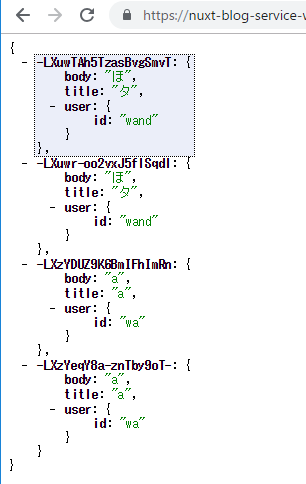 https://nuxt-blog-service-v
{
- -LXuwTAh5TzasBvgSmvT: {
body: "ほ",
title: "タ",
- user: {
id: "wand"
}
},
- -LXuwr-oo2vxJ5flSqdl: {
body: "ほ",
title: "タ",
- user: {
id: "wand"
}
},
- -LXzYDUZ9K6BmIFhImRn: {
body: "a",
title: "a",
- user: {
id: "wa"
}
},
- -LXzYeqY8a-znTby9oT-: {
body: "a",
title: "a",
- user: {
id: "wa"
}
}
}